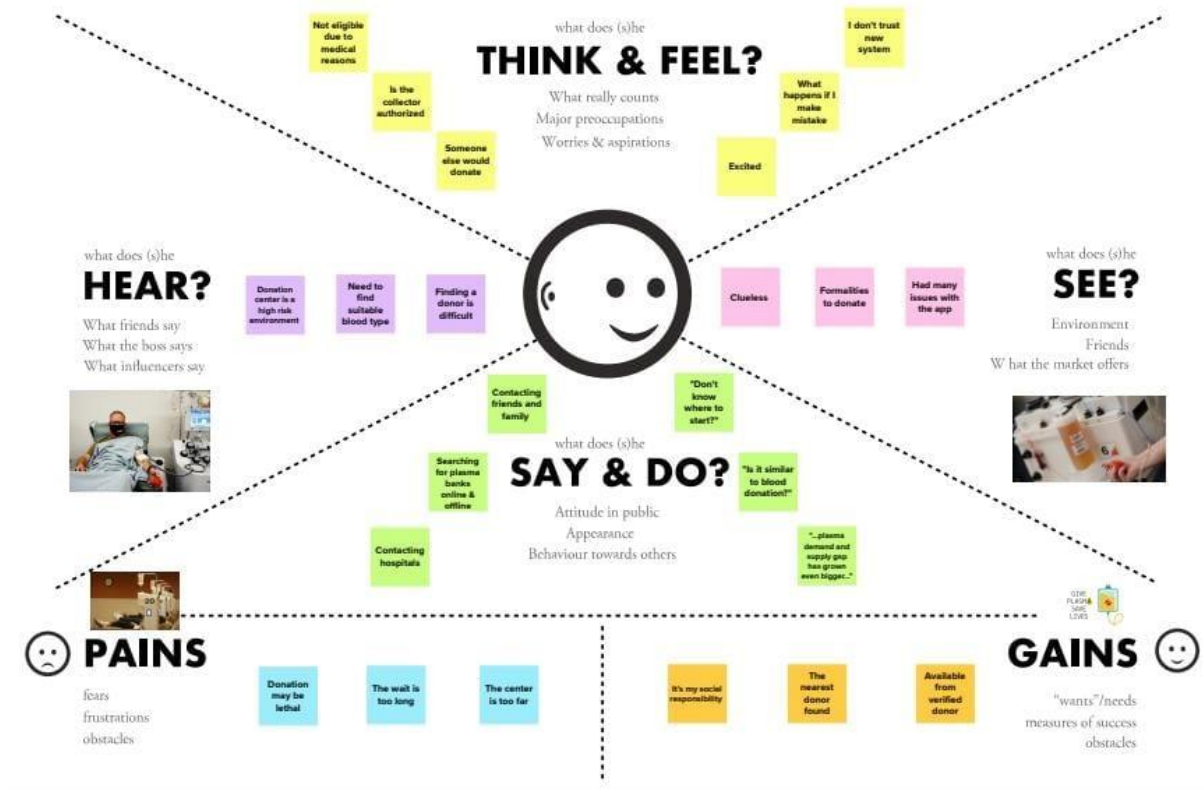 what does (s)he
THINK & FEEL?
What really counts
Major preoccupations
Worries & aspirations
Not eligible
due to
medical
reasons
Is the
collector
authorized
Someone
else would
donate
I don't trust
new
system
What
happens if I
make
mistake
Excited
what does (s)he
HEAR?
What friends say
What the boss says
What influencers say
Donation
center is a
high risk
environment
Need to
find
suitable
blood type
Finding a
donor is
difficult
Clueless
Formalities
to donate
Had many
issues with
the app
what does (s)he
SEE?
Environment
Friends
W hat the market offers
Contacting
friends and
family
Searching
for plasma
banks
online &
offline
Contacting
hospitals
what does (s)he
SAY & DO?
Attitude in public
Appearance
Behaviour towards others
"Don't
know
where to
start?"
"Is it similar
to blood
donation?"
"...plasma
demand and
supply gap
has grown
even bigger..."
PAINS
fears
frustrations
obstacles
Donation
may be
lethal
The wait is
too long
The center
is too far
It's my social
responsibility
The
nearest
donor
found
Available
from
verified
donor
GIVE
PLASMA
SAVE
LIVES
GAINS
"wants"/needs
measures of success
obstacles